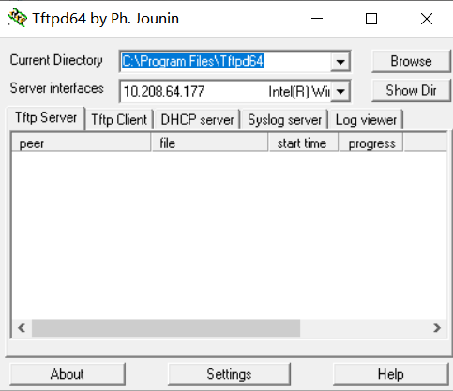 Tftpd64 by Ph. Jounin
Current Directory C:\Program Files\Tftpd64 Browse
Server interfaces 10.208.64.177 Intel(R) Wi Show Dir
Tftp Server Tftp Client DHCP server Syslog server Log viewer
peer file start time progress
About Settings Help